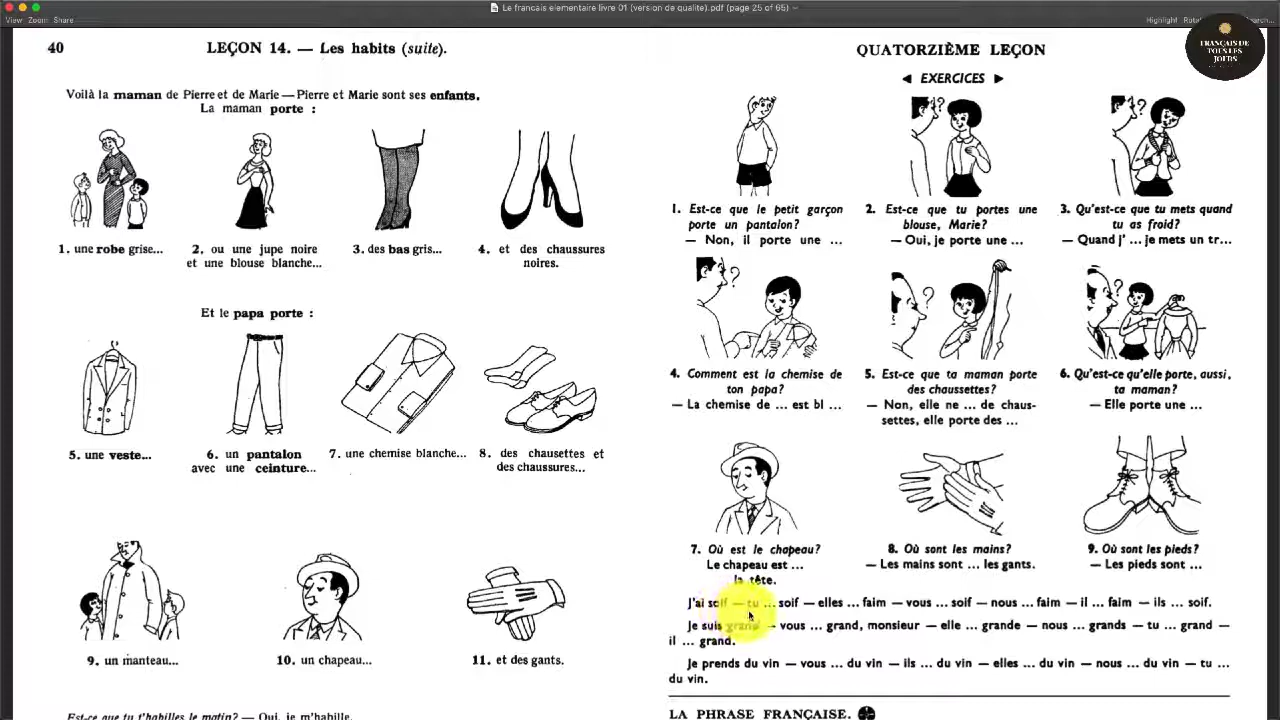 Le francais elementaire livre 01 (version de qualite).pdf (page 25 of 65)
View Zoom Share
Highlight
FRANÇAIS DE
TOUS LES
JOURS
40
LEÇON 14. — Les habits (suite).
Voilà la maman de Pierre et de Marie — Pierre et Marie sont ses enfants.
La maman porte :
1. une robe grise...
2. ou une jupe noire
et une blouse blanche...
3. des bas gris...
4. et des chaussures
noires.
Et le papa porte :
5. une veste...
6. un pantalon
avec une ceinture...
7. une chemise blanche...
8. des chausettes et
des chaussures...
9. un manteau...
10. un chapeau...
11. et des gants.
Est-ce que tu t'habilles le matin? — Oui, je m'habille.
QUATORZIÈME LEÇON
◄ EXERCICES ►
1. Est-ce que le petit garçon
porte un pantalon?
— Non, il porte une ...
2. Est-ce que tu portes une
blouse, Marie?
— Oui, je porte une ...
3. Qu'est-ce que tu mets quand
tu as froid?
— Quand j' ... je mets un tr...
4. Comment est la chemise de
ton papa?
— La chemise de ... est bl ...
5. Est-ce que ta maman porte
des chaussettes?
— Non, elle ne ... de chaus-
settes, elle porte des ...
6. Qu'est-ce qu'elle porte, aussi,
ta maman?
— Elle porte une ...
7. Où est le chapeau?
Le chapeau est ...
la tête.
8. Où sont les mains?
— Les mains sont ... les gants.
9. Où sont les pieds?
— Les pieds sont ...
J'ai soif — tu ... soif — elles ... faim — vous ... soif — nous ... faim — il ... faim — ils ... soif.
Je suis grand — vous ... grand, monsieur — elle ... grande — nous ... grands — tu ... grand —
il ... grand.
Je prends du vin — vous ... du vin — ils ... du vin — elles ... du vin — nous ... du vin — tu ...
du vin.
LA PHRASE FRANÇAISE.